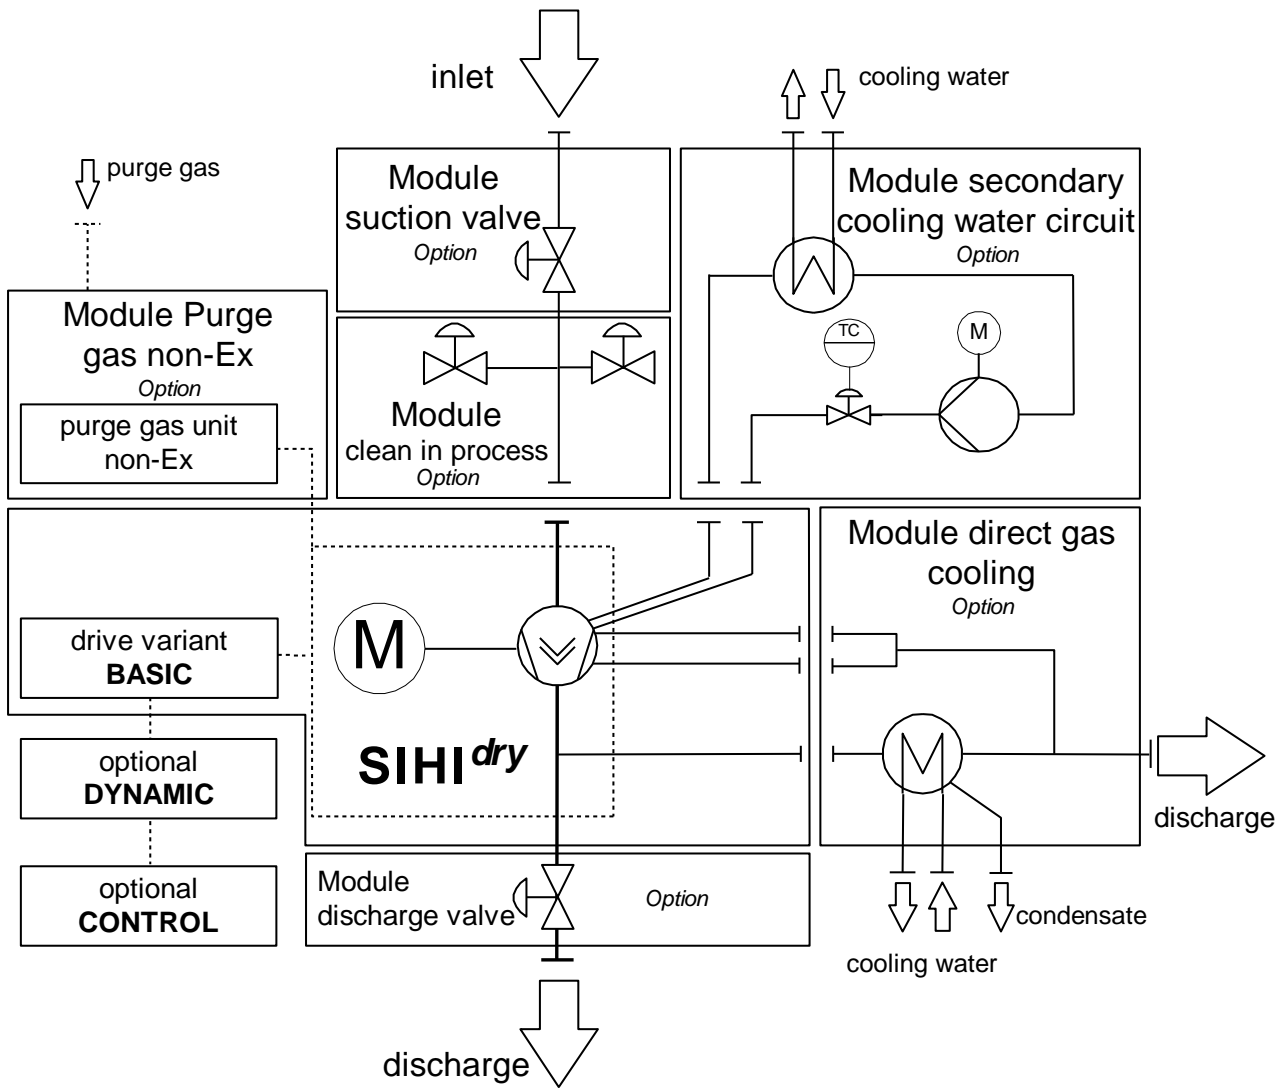 inlet
cooling water
purge gas
Module
suction valve
Option
Module secondary
cooling water circuit
Option
Module Purge
gas non-Ex
Option
purge gas unit
non-Ex
TC
M
Module
clean in process
Option
Module direct gas
cooling
Option
drive variant
BASIC
M
SIHI dry
optional
DYNAMIC
discharge
optional
CONTROL
Module
discharge valve
Option
condensate
cooling water
discharge